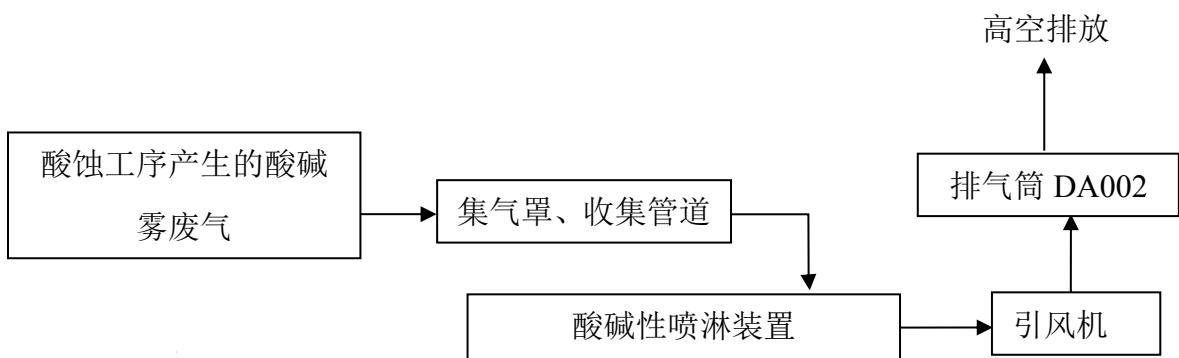 高空排放
酸蚀工序产生的酸碱
雾废气
集气罩、收集管道
排气筒 DA002
酸碱性喷淋装置
引风机